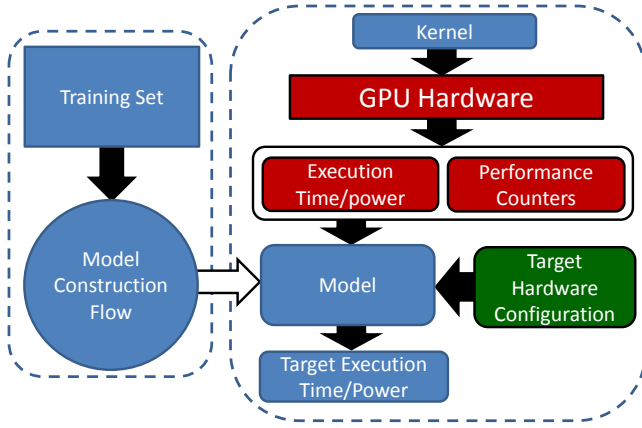 Training Set
Model
Construction
Flow
Kernel
GPU Hardware
Execution
Time/power
Performance
Counters
Model
Target
Hardware
Configuration
Target Execution
Time/Power